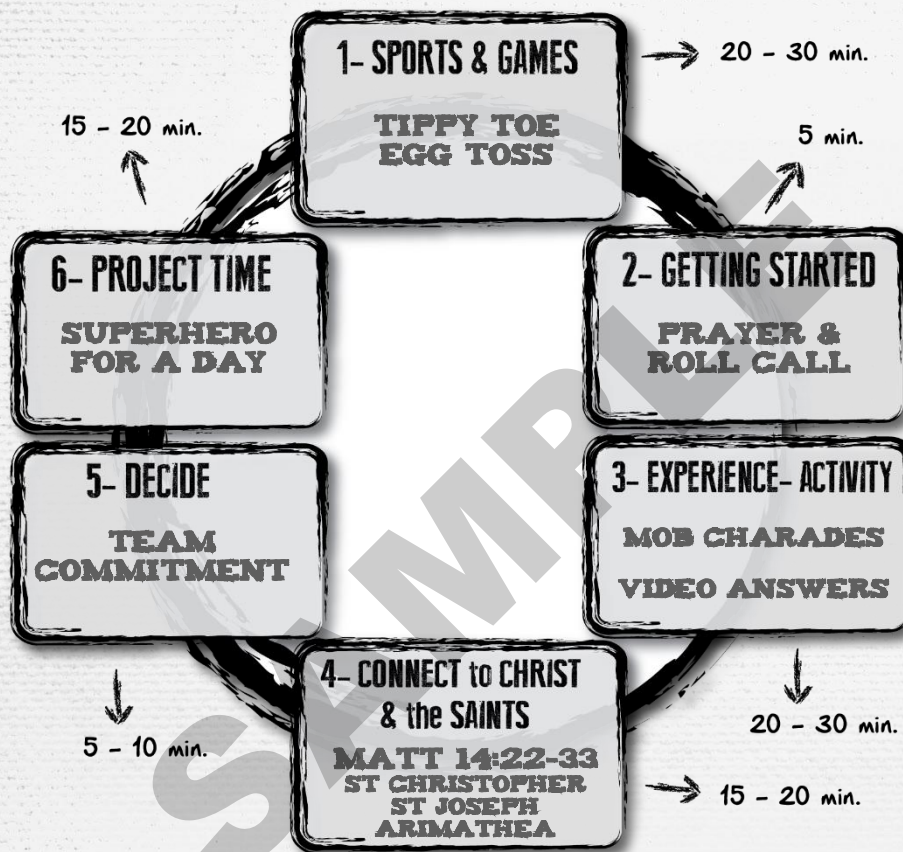 1- SPORTS & GAMES
TIPPY TOE
EGG TOSS
20 - 30 min.
5 min.
2- GETTING STARTED
PRAYER &
ROLL CALL
3- EXPERIENCE- ACTIVITY
MOB CHARADES
VIDEO ANSWERS
20 - 30 min.
4- CONNECT to CHRIST
& the SAINTS
MATT 14:22-33
ST CHRISTOPHER
ST JOSEPH
ARIMATHEA
15 - 20 min.
5- DECIDE
TEAM
COMMITMENT
5 - 10 min.
6- PROJECT TIME
SUPERHERO
FOR A DAY
15 - 20 min.
SAMPLE